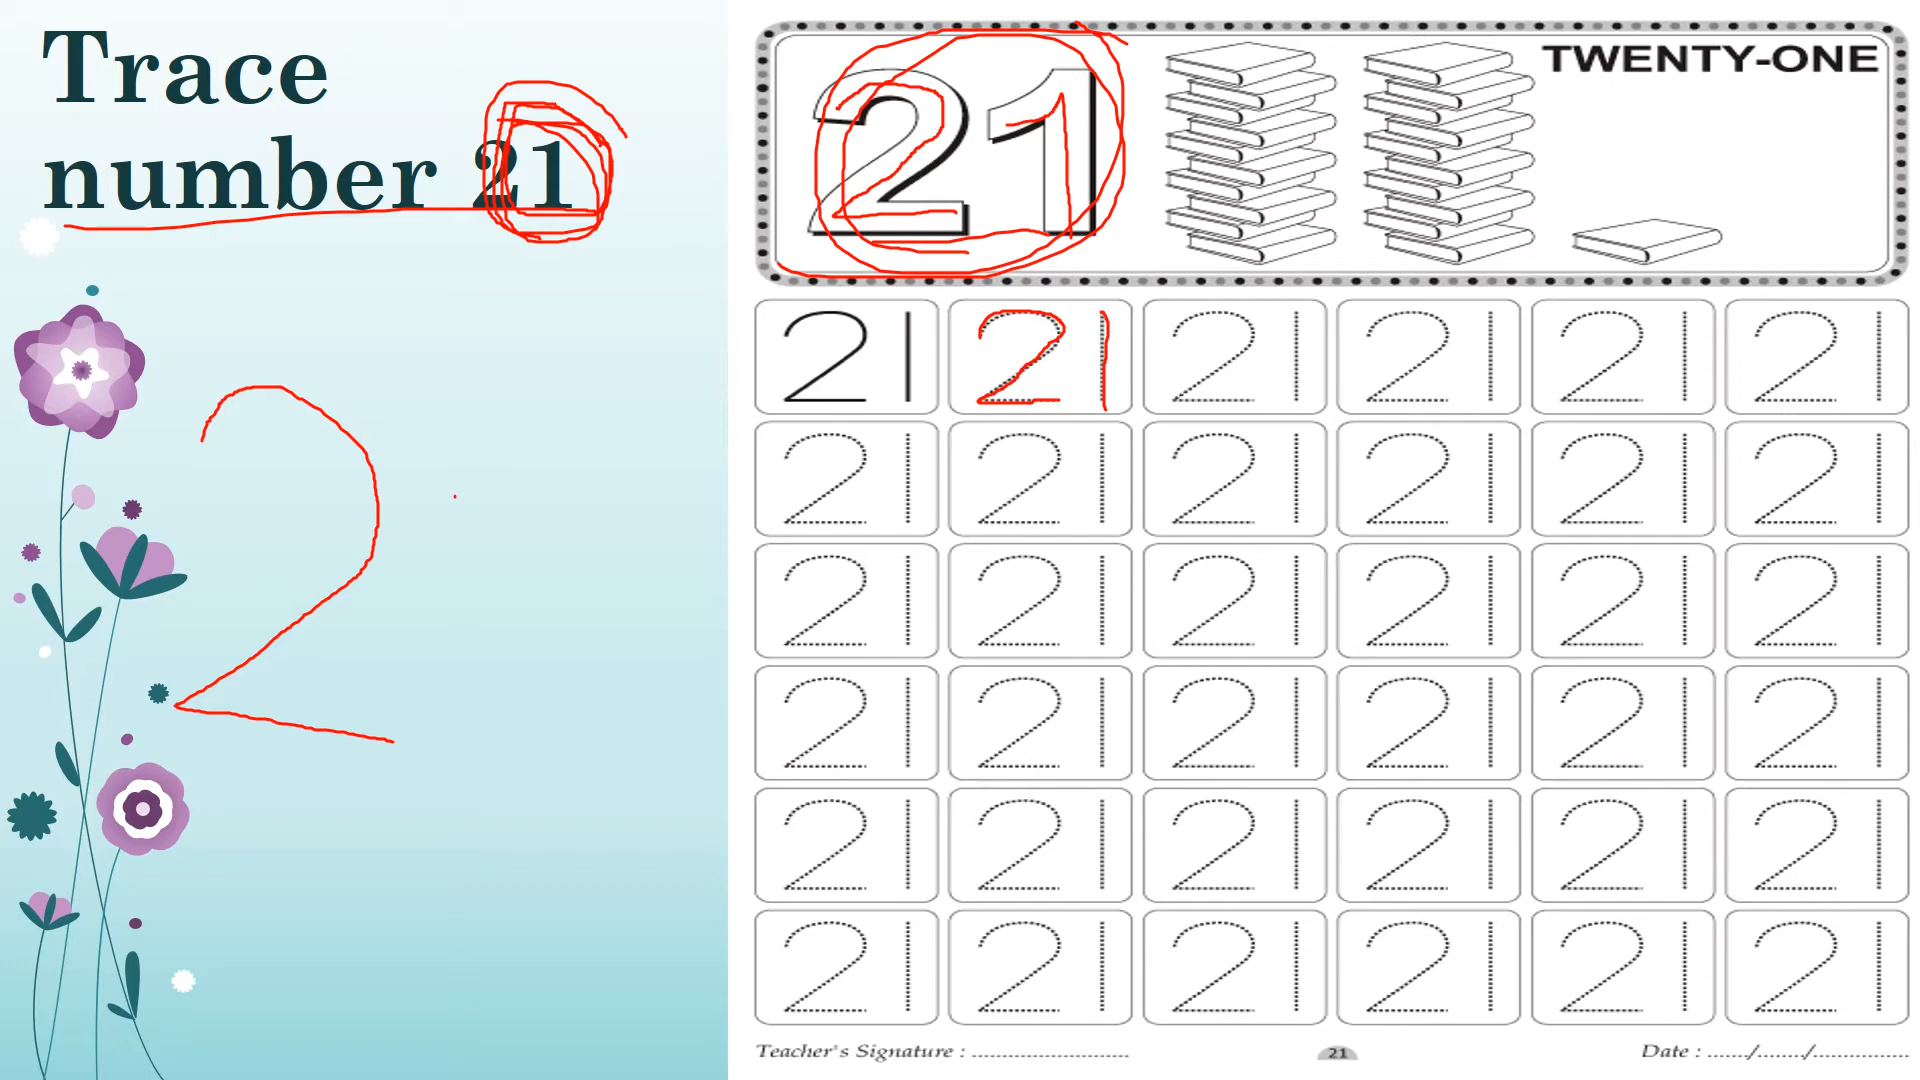 Trace
number 21
2
21
TWENTY-ONE
21 21 21 21 21 21
21 21 21 21 21 21
21 21 21 21 21 21
21 21 21 21 21 21
21 21 21 21 21 21
21 21 21 21 21 21
Teacher's Signature : ............................
21
Date : ......./......./.................